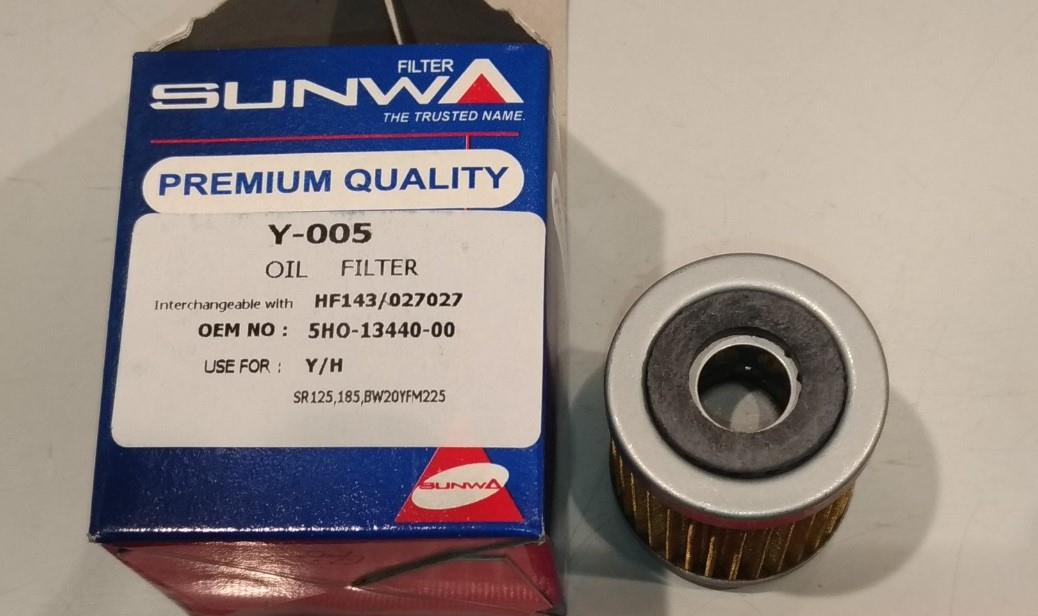 FILTER
SUNWA
THE TRUSTED NAME.
PREMIUM QUALITY
Y-005
OIL FILTER
Interchangeable with HF143/027027
OEM NO : 5HO-13440-00
USE FOR : Y/H
SR125,185,BW20YFM225
SUNWA